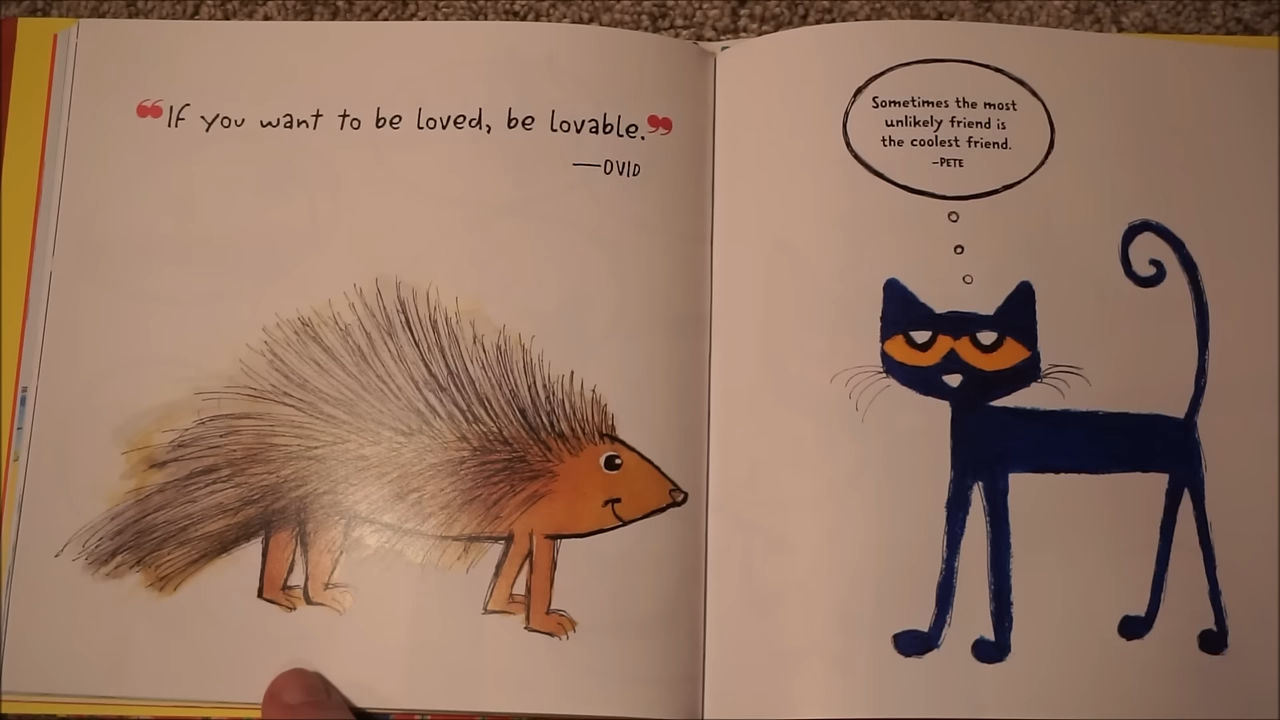 “If you want to be loved, be lovable.”
—OVID
Sometimes the most
unlikely friend is
the coolest friend.
-PETE